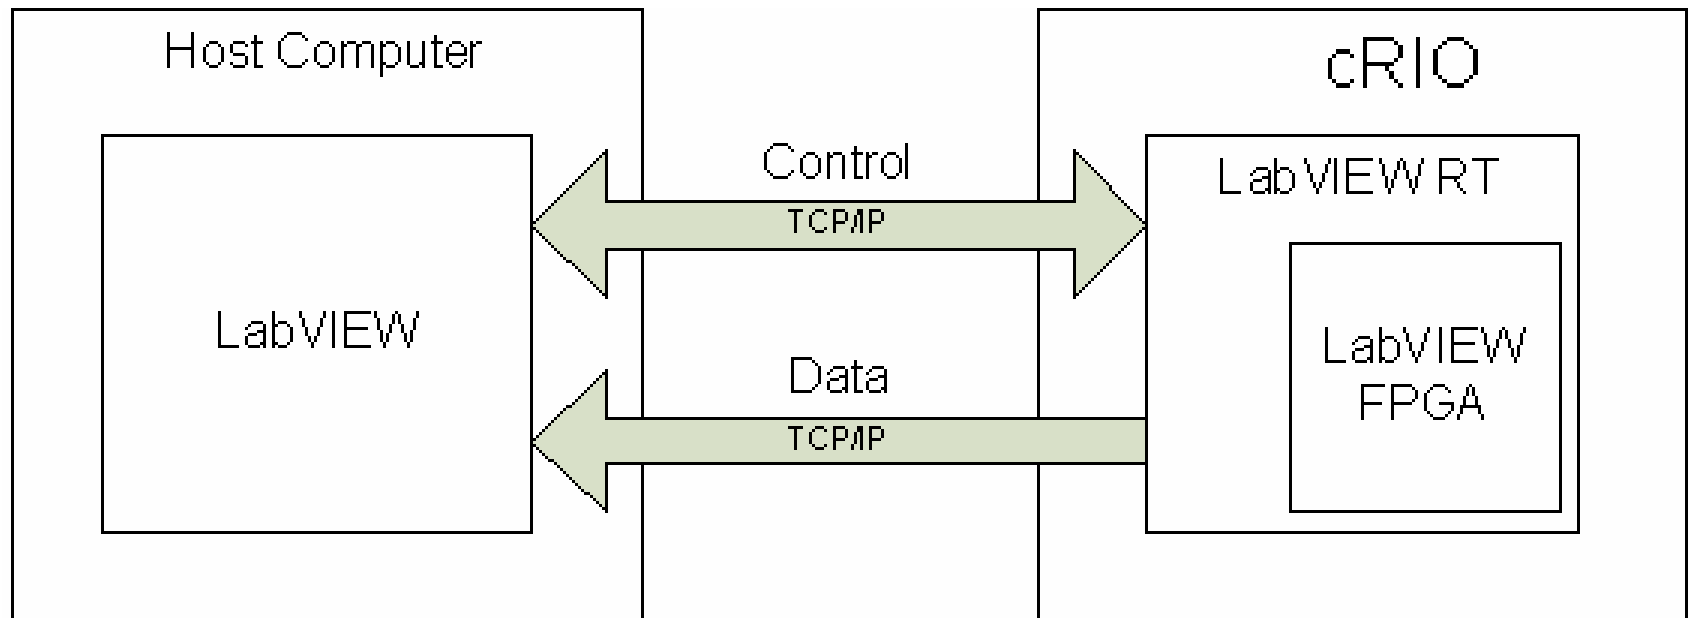 Host Computer
cRIO
Control
TCP/IP
LabVIEW RT
LabVIEW
LabVIEW
FPGA
Data
TCP/IP